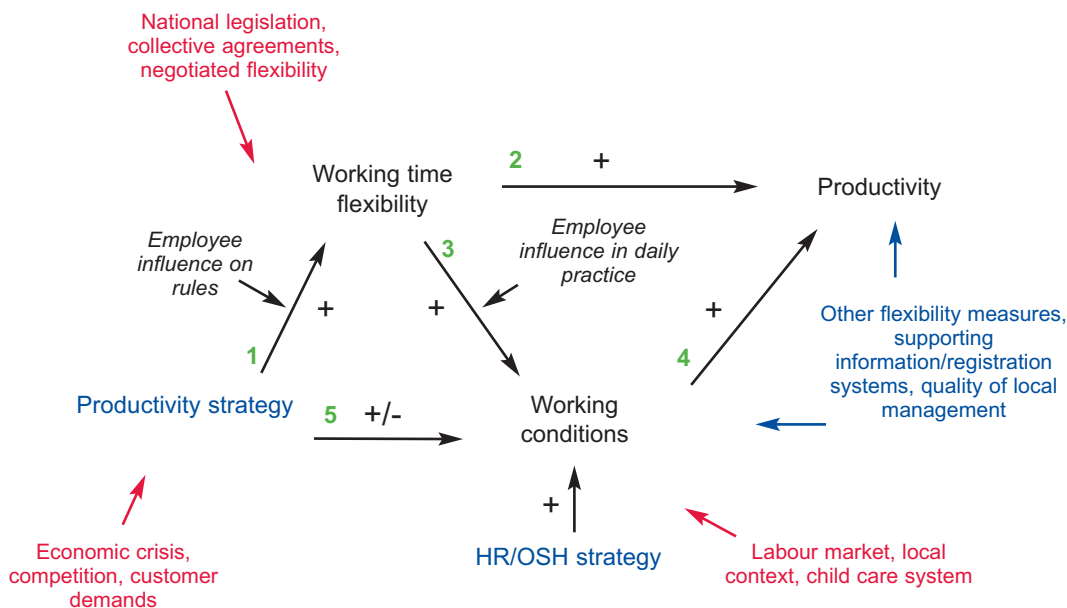 National legislation,
collective agreements,
negotiated flexibility
2
+
Working time
flexibility
Productivity
Employee
influence on
rules
3
Employee
influence in daily
practice
+
+
+
1
4
Other flexibility measures,
supporting
information/registration
systems, quality of local
management
Productivity strategy
5
+/-
Working
conditions
+
HR/OSH strategy
Economic crisis,
competition, customer
demands
Labour market, local
context, child care system